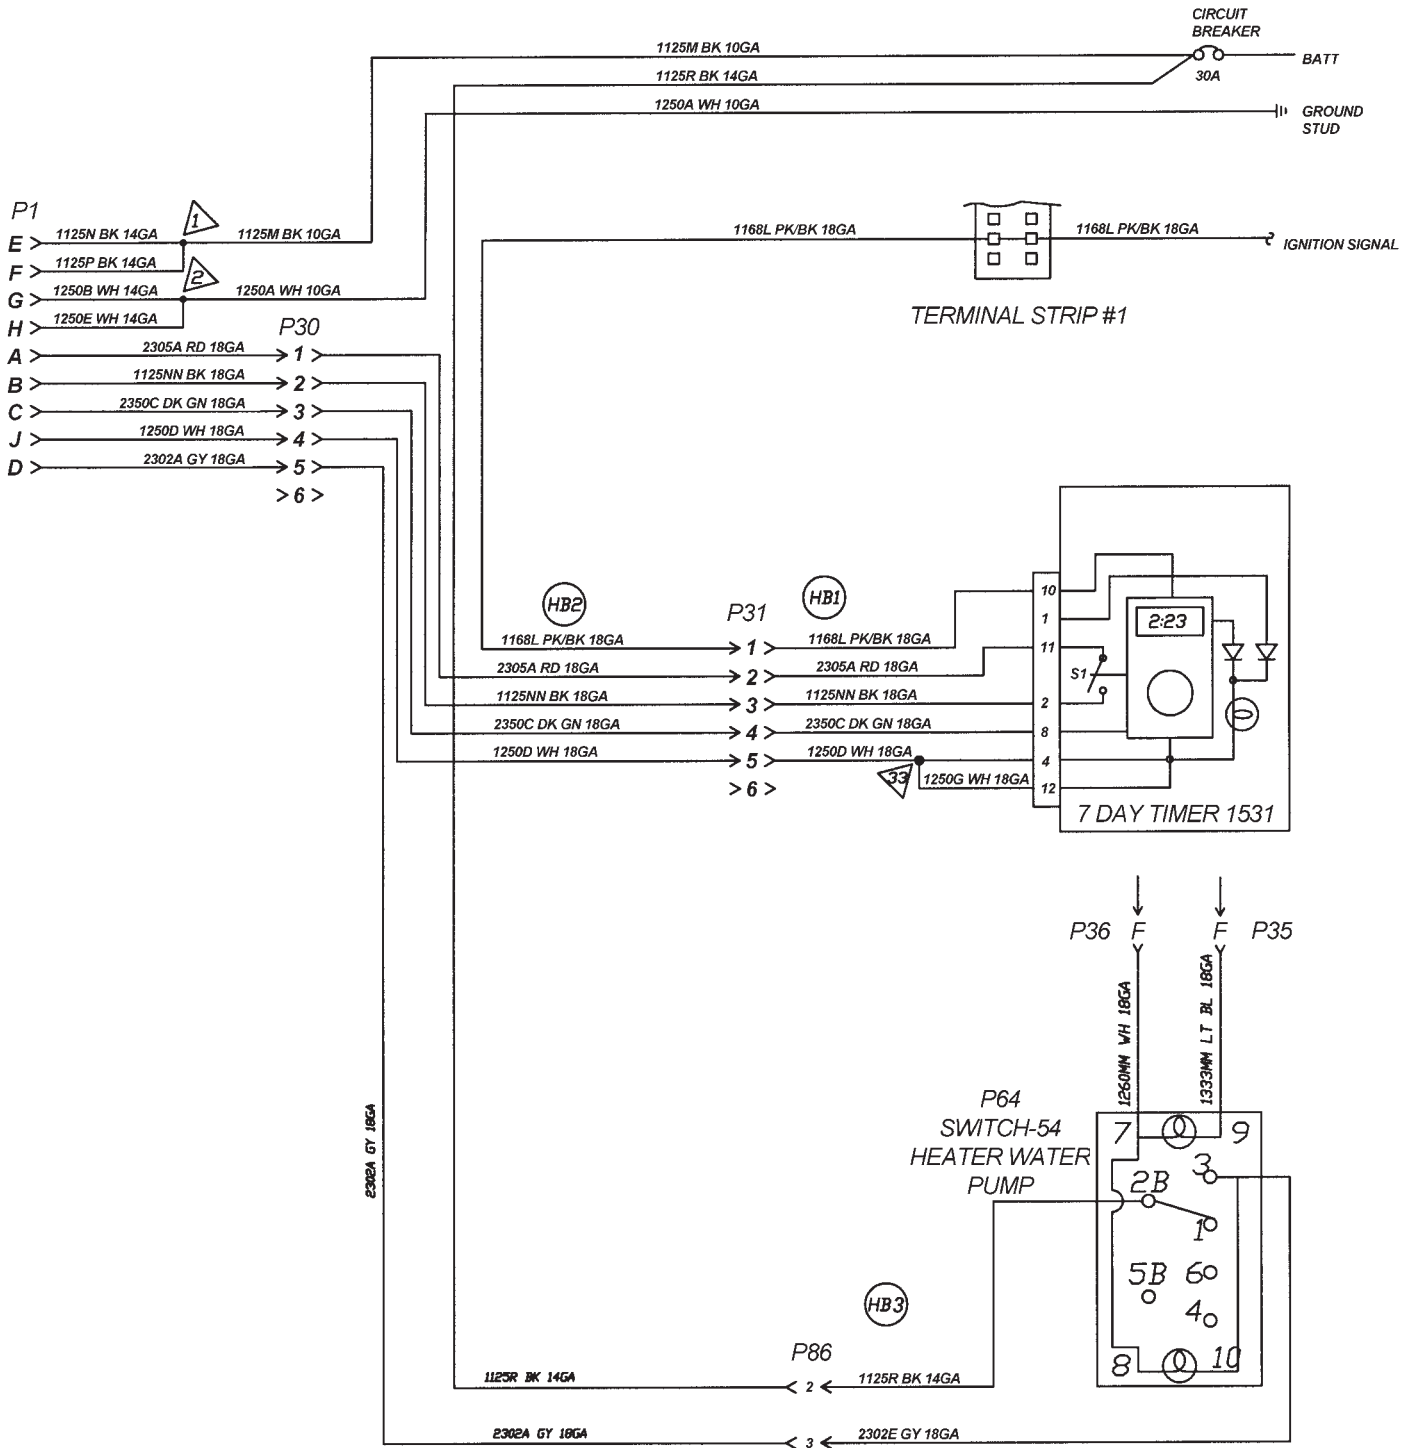 CIRCUIT
BREAKER
1125M BK 10GA
BATT
30A
1125R BK 14GA
1250A WH 10GA
GROUND
STUD
P1
1
E
1125N BK 14GA
1125M BK 10GA
F
1125P BK 14GA
2
G
1250B WH 14GA
1250A WH 10GA
H
1250E WH 14GA
1168L PK/BK 18GA
1168L PK/BK 18GA
IGNITION SIGNAL
TERMINAL STRIP #1
P30
A
2305A RD 18GA
1
B
1125NN BK 18GA
2
C
2350C DK GN 18GA
3
J
1250D WH 18GA
4
D
2302A GY 18GA
5
6
HB2
P31
HB1
1168L PK/BK 18GA
1
1168L PK/BK 18GA
2305A RD 18GA
2
2305A RD 18GA
1125NN BK 18GA
3
1125NN BK 18GA
2350C DK GN 18GA
4
2350C DK GN 18GA
1250D WH 18GA
5
1250D WH 18GA
6
33
1250G WH 18GA
10
1
11
2
8
4
12
S1
2:23
7 DAY TIMER 1531
P36
F
F
P35
1260MM WH 18GA
1333MM LT BL 18GA
P64
SWITCH-54
HEATER WATER
PUMP
7
9
3
2B
1
5B
6
4
8
10
2302A GY 18GA
HB3
P86
1125R BK 14GA
2
1125R BK 14GA
2302A GY 18GA
3
2302E GY 18GA